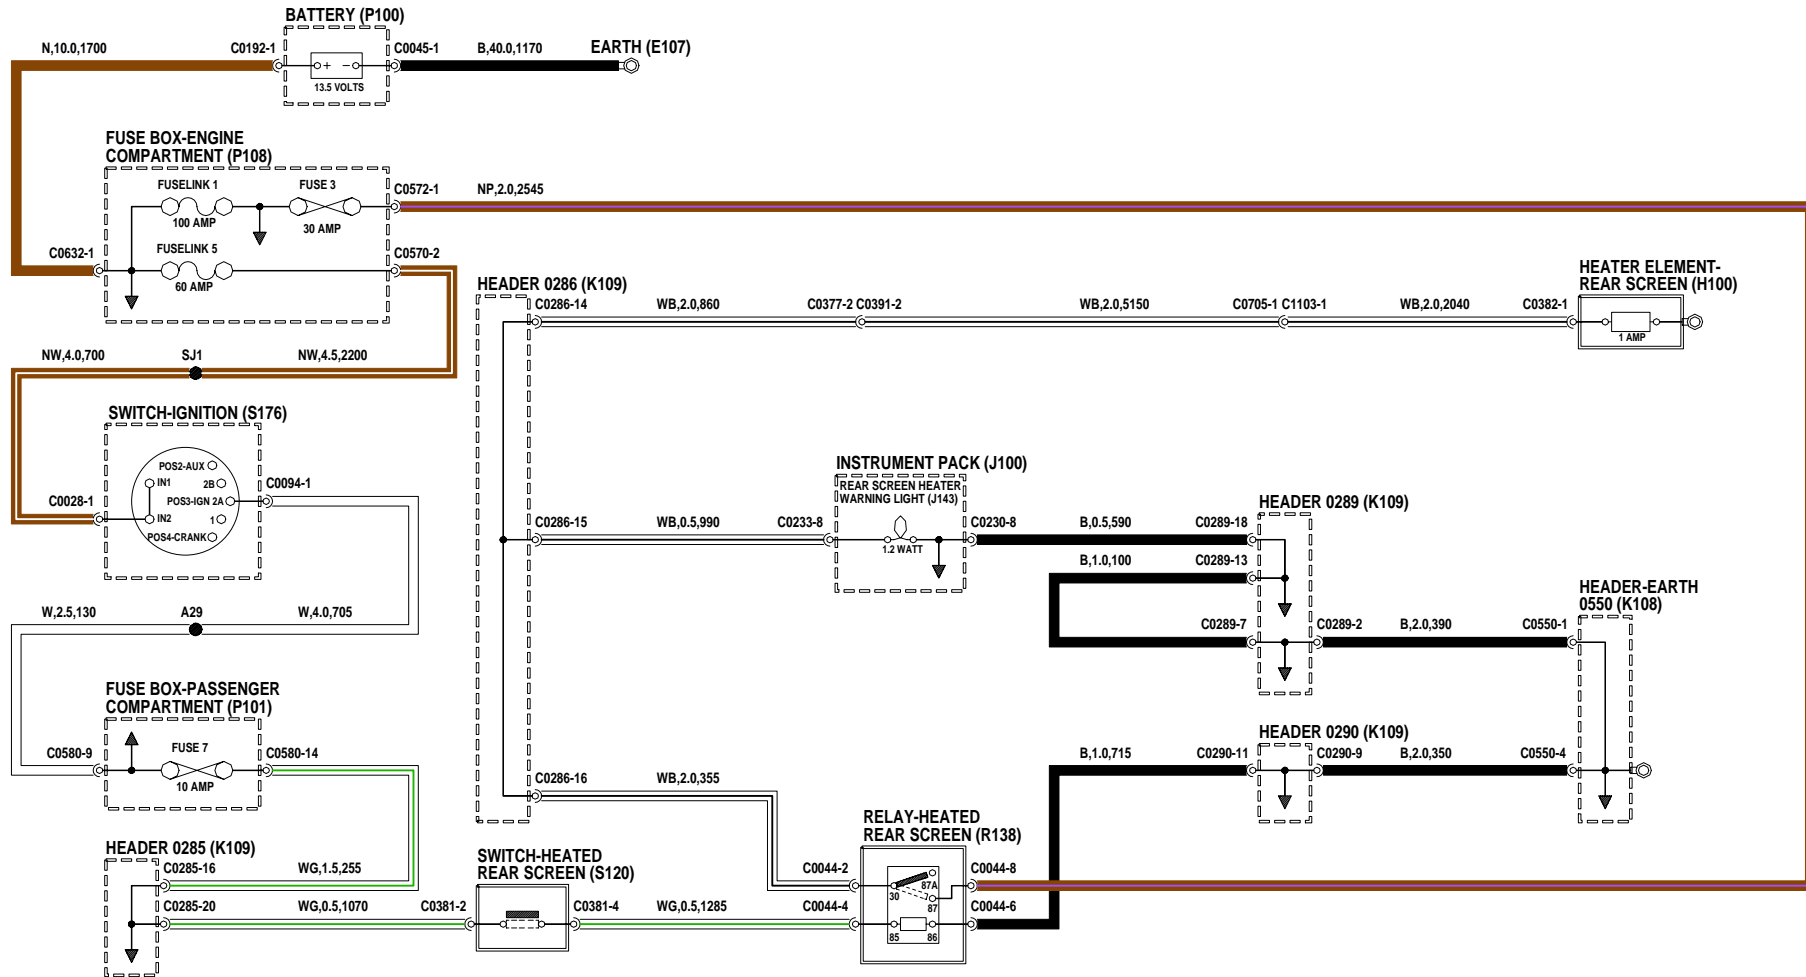 BATTERY (P100)
N,10.0,1700
C0192-1
C0045-1
B,40.0,1170
EARTH (E107)
+ −
13.5 VOLTS
FUSE BOX-ENGINE
COMPARTMENT (P108)
FUSELINK 1
FUSE 3
C0572-1
NP,2.0,2545
100 AMP
30 AMP
C0632-1
FUSELINK 5
C0570-2
60 AMP
NW,4.0,700
SJ1
NW,4.5,2200
HEADER 0286 (K109)
C0286-14
WB,2.0,860
C0377-2 C0391-2
WB,2.0,5150
C0705-1 C1103-1
WB,2.0,2040
C0382-1
HEATER ELEMENT-
REAR SCREEN (H100)
1 AMP
SWITCH-IGNITION (S176)
POS2-AUX
IN1
2B
POS3-IGN 2A
IN2
1
POS4-CRANK
C0028-1
C0094-1
INSTRUMENT PACK (J100)
REAR SCREEN HEATER
WARNING LIGHT (J143)
C0286-15
WB,0.5,990
C0233-8
1.2 WATT
C0230-8
B,0.5,590
C0289-18
HEADER 0289 (K109)
B,1.0,100
C0289-13
C0289-7
C0289-2
B,2.0,390
C0550-1
HEADER-EARTH
0550 (K108)
W,2.5,130
A29
W,4.0,705
FUSE BOX-PASSENGER
COMPARTMENT (P101)
C0580-9
FUSE 7
C0580-14
10 AMP
HEADER 0290 (K109)
B,1.0,715
C0290-11
C0290-9
B,2.0,350
C0550-4
C0286-16
WB,2.0,355
RELAY-HEATED
REAR SCREEN (R138)
C0044-2
C0044-8
87A
30
87
C0044-4
C0044-6
85
86
HEADER 0285 (K109)
C0285-16
WG,1.5,255
C0285-20
WG,0.5,1070
C0381-2
SWITCH-HEATED
REAR SCREEN (S120)
C0381-4
WG,0.5,1285